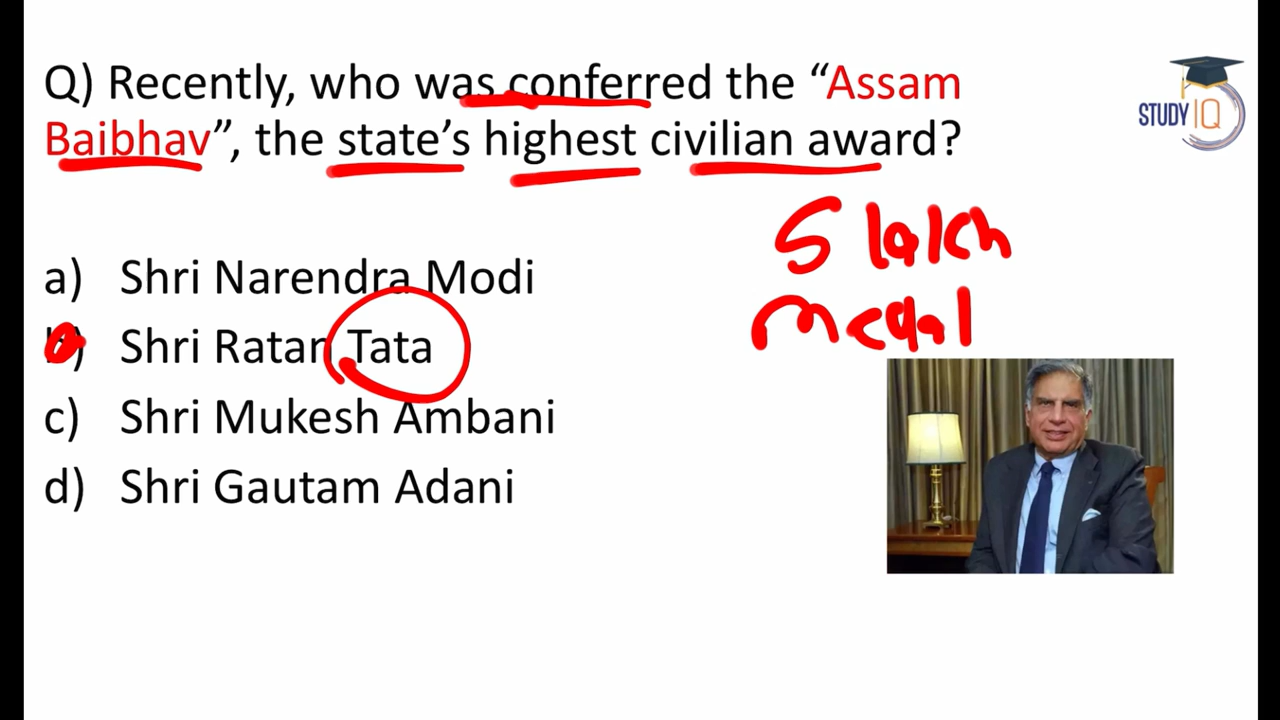 Q) Recently, who was conferred the “Assam
Baibhav”, the state’s highest civilian award?
STUDY IQ
5 lakh
medal
a) Shri Narendra Modi
b) Shri Ratan Tata
c) Shri Mukesh Ambani
d) Shri Gautam Adani